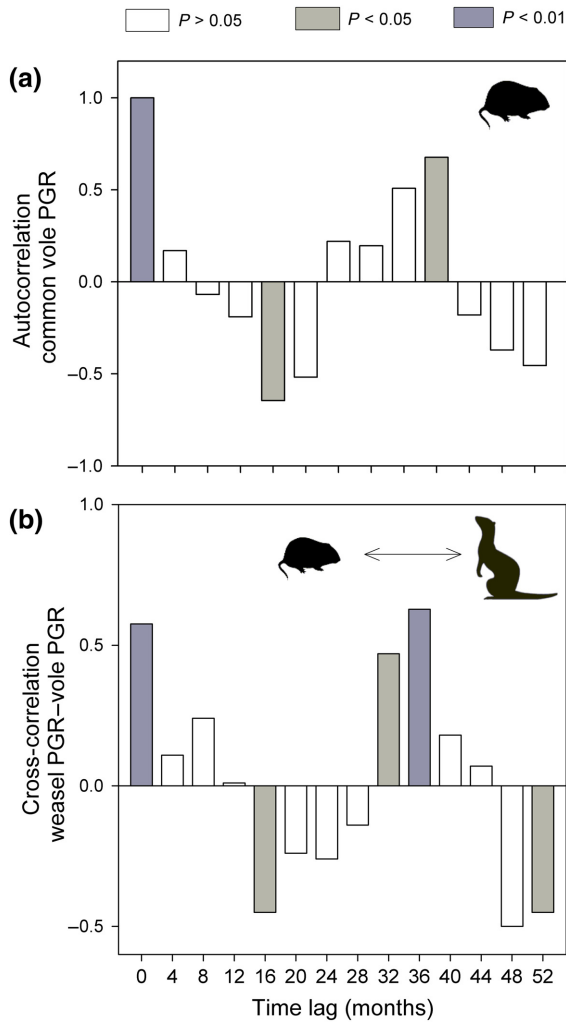 P > 0.05
P < 0.05
P < 0.01
(a)
1.0
0.5
0.0
–0.5
–1.0
Autocorrelation
common vole PGR
(b)
1.0
0.5
0.0
–0.5
Cross-correlation
weasel PGR–vole PGR
0 4 8 12 16 20 24 28 32 36 40 44 48 52
Time lag (months)